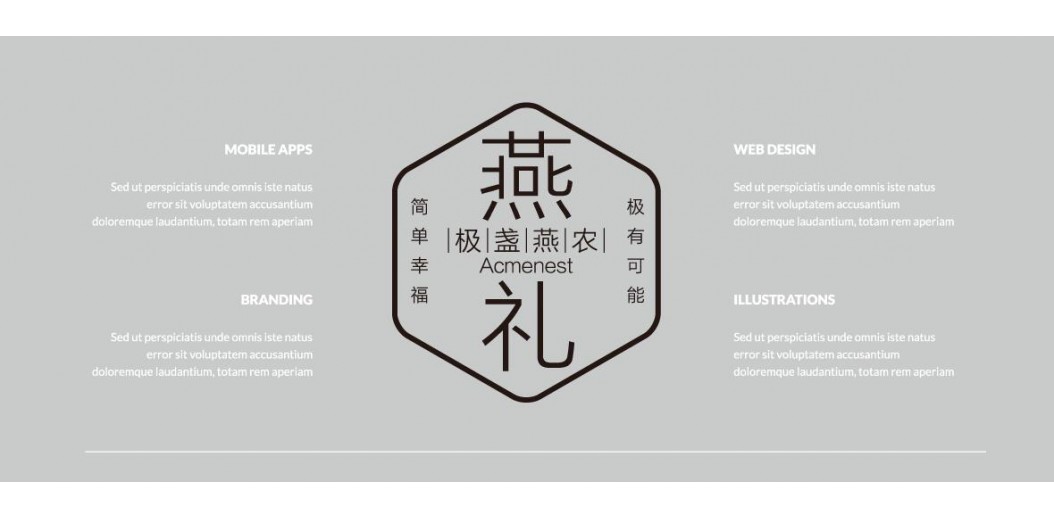 MOBILE APPS
Sed ut perspiciatis unde omnis iste natus
error sit voluptatem accusantium
doloremque laudantium, totam rem aperiam
BRANDING
Sed ut perspiciatis unde omnis iste natus
error sit voluptatem accusantium
doloremque laudantium, totam rem aperiam
燕
简单幸福
|极|盏|燕|农|
Acmenest
极有可能
礼
WEB DESIGN
Sed ut perspiciatis unde omnis iste natus
error sit voluptatem accusantium
doloremque laudantium, totam rem aperiam
ILLUSTRATIONS
Sed ut perspiciatis unde omnis iste natus
error sit voluptatem accusantium
doloremque laudantium, totam rem aperiam